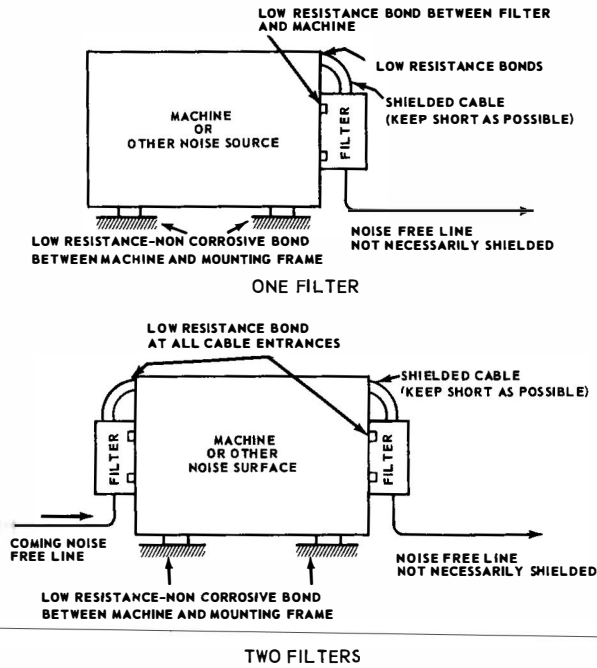 LOW RESISTANCE BOND BETWEEN FILTER
AND MACHINE
LOW RESISTANCE BONDS
SHIELDED CABLE
(KEEP SHORT AS POSSIBLE)
MACHINE
OR
OTHER NOISE SOURCE
FILTER
NOISE FREE LINE
NOT NECESSARILY SHIELDED
LOW RESISTANCE-NON CORROSIVE BOND
BETWEEN MACHINE AND MOUNTING FRAME
ONE FILTER
LOW RESISTANCE BOND
AT ALL CABLE ENTRANCES
SHIELDED CABLE
(KEEP SHORT AS POSSIBLE)
FILTER
MACHINE
OR OTHER
NOISE SURFACE
FILTER
COMING NOISE
FREE LINE
NOISE FREE LINE
NOT NECESSARILY SHIELDED
LOW RESISTANCE-NON CORROSIVE BOND
BETWEEN MACHINE AND MOUNTING FRAME
TWO FILTERS